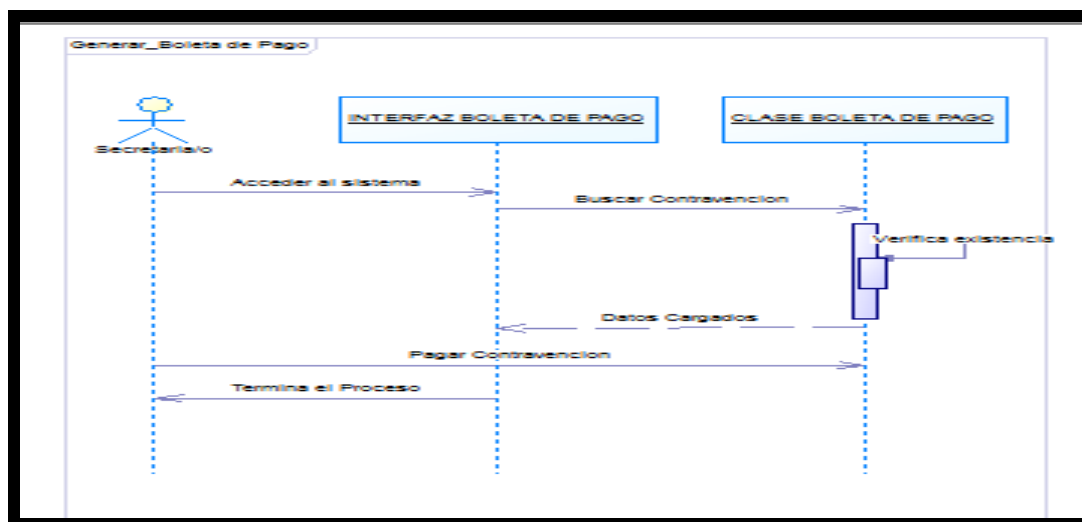 Generar_Boleta de Pago
INTERFAZ BOLETA DE PAGO
CLASE BOLETA DE PAGO
Secretaria/o
Acceder al sistema
Buscar Contravencion
Verifica existencia
Datos Cargados
Pagar Contravencion
Termina el Proceso